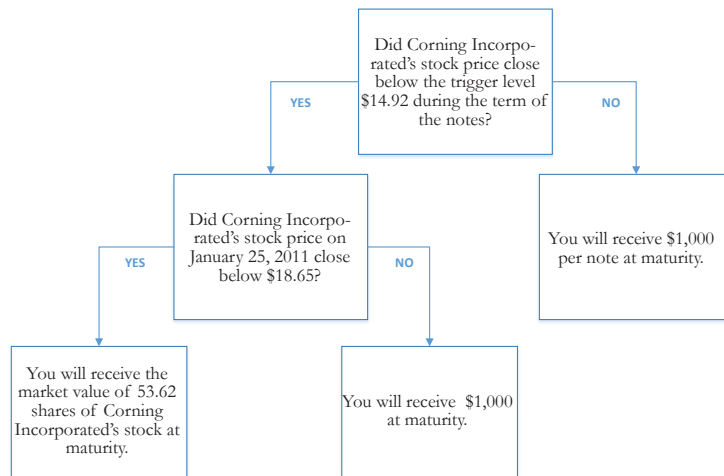 Did Corning Incorpo-
rated's stock price close
below the trigger level
$14.92 during the term of
the notes?
YES
NO
Did Corning Incorpo-
rated's stock price on
January 25, 2011 close
below $18.65?
You will receive $1,000
per note at maturity.
YES
NO
You will receive the
market value of 53.62
shares of Corning
Incorporated's stock at
maturity.
You will receive $1,000
at maturity.